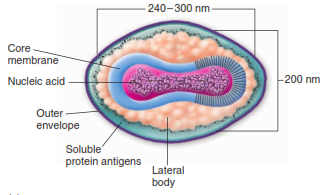 240–300 nm
Core
membrane
Nucleic acid
200 nm
Outer
envelope
Soluble
protein antigens
Lateral
body